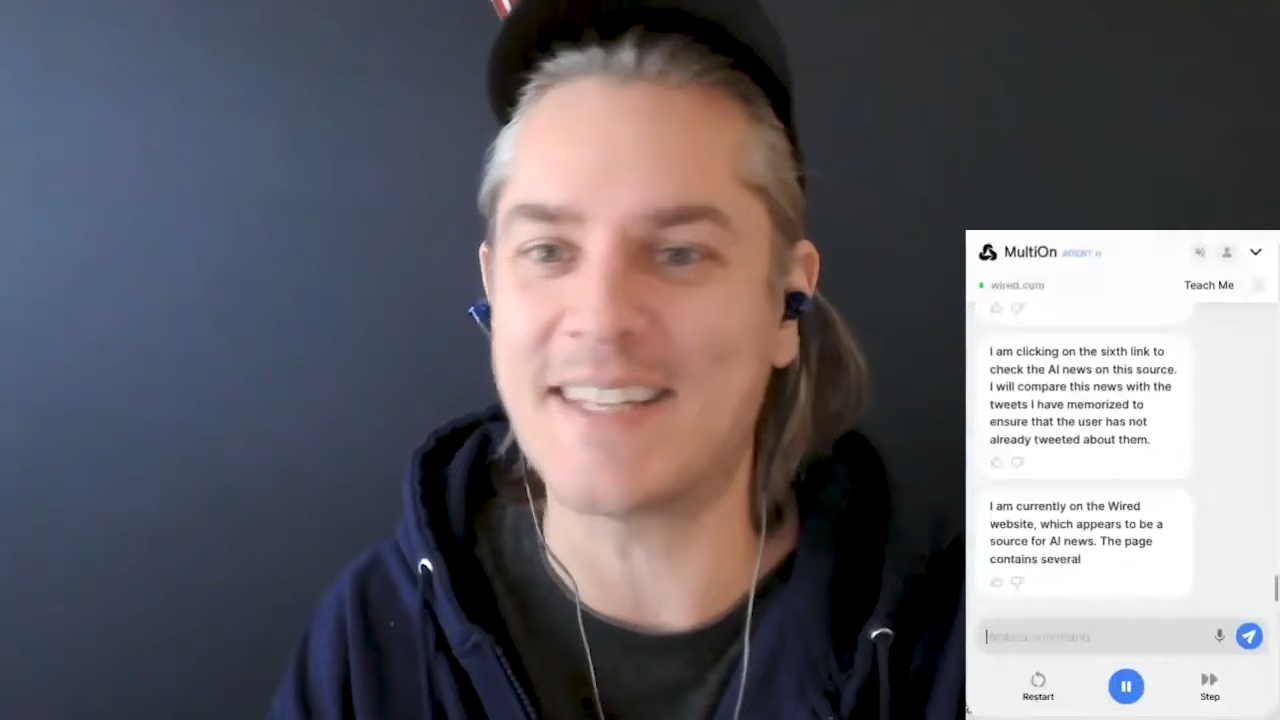 MultiOn
wired.com
Teach Me
I am clicking on the sixth link to
check the AI news on this source.
I will compare this news with the
tweets I have memorized to
ensure that the user has not
already tweeted about them.
I am currently on the Wired
website, which appears to be a
source for AI news. The page
contains several
Restart
Step